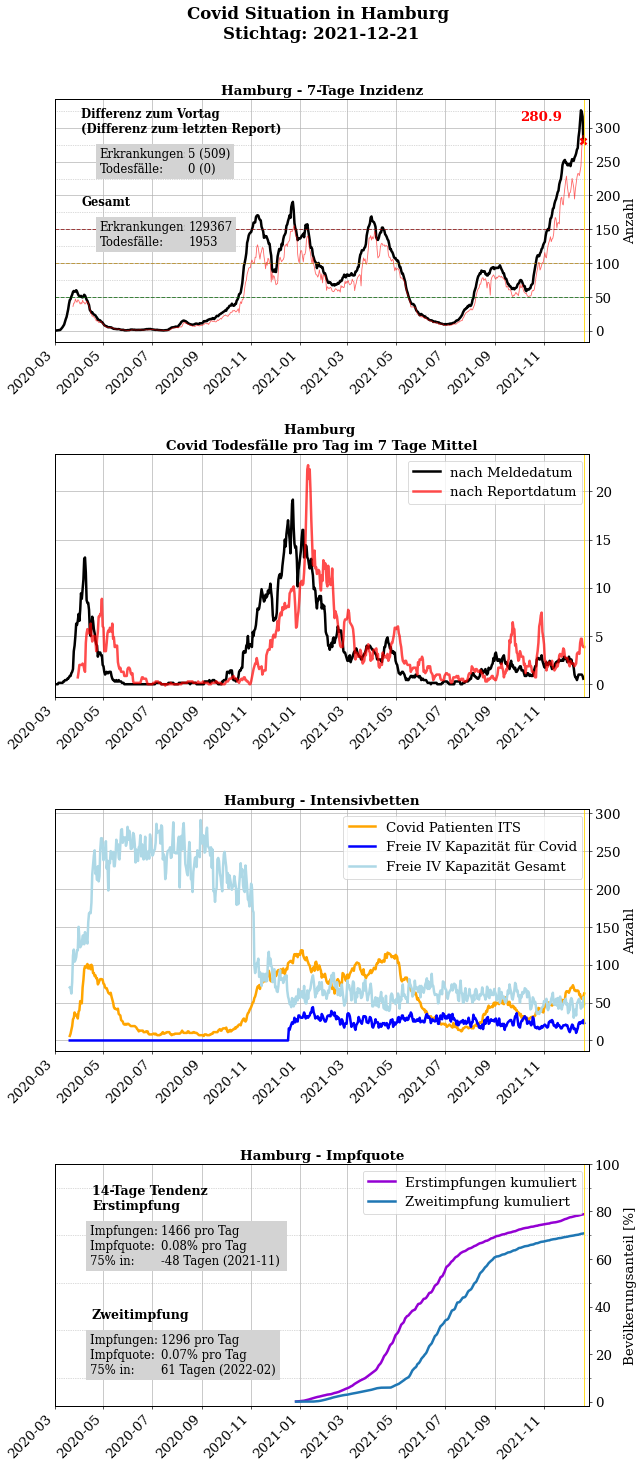 Covid Situation in Hamburg
Stichtag: 2021-12-21
Hamburg - 7-Tage Inzidenz
Differenz zum Vortag
(Differenz zum letzten Report)
Erkrankungen 5 (509)
Todesfälle: 0 (0)
Gesamt
Erkrankungen 129367
Todesfälle: 1953
280.9
300
250
200
150
100
50
0
Anzahl
2020-03
2020-05
2020-07
2020-09
2020-11
2021-01
2021-03
2021-05
2021-07
2021-09
2021-11
Hamburg
Covid Todesfälle pro Tag im 7 Tage Mittel
nach Meldedatum
nach Reportdatum
20
15
10
5
0
2020-03
2020-05
2020-07
2020-09
2020-11
2021-01
2021-03
2021-05
2021-07
2021-09
2021-11
Hamburg - Intensivbetten
Covid Patienten ITS
Freie IV Kapazität für Covid
Freie IV Kapazität Gesamt
300
250
200
150
100
50
0
Anzahl
2020-03
2020-05
2020-07
2020-09
2020-11
2021-01
2021-03
2021-05
2021-07
2021-09
2021-11
Hamburg - Impfquote
14-Tage Tendenz
Erstimpfung
Impfungen: 1466 pro Tag
Impfquote: 0.08% pro Tag
75% in: -48 Tagen (2021-11)
Zweitimpfung
Impfungen: 1296 pro Tag
Impfquote: 0.07% pro Tag
75% in: 61 Tagen (2022-02)
Erstimpfungen kumuliert
Zweitimpfung kumuliert
100
80
60
40
20
0
Bevölkerungsanteil [%]
2020-03
2020-05
2020-07
2020-09
2020-11
2021-01
2021-03
2021-05
2021-07
2021-09
2021-11